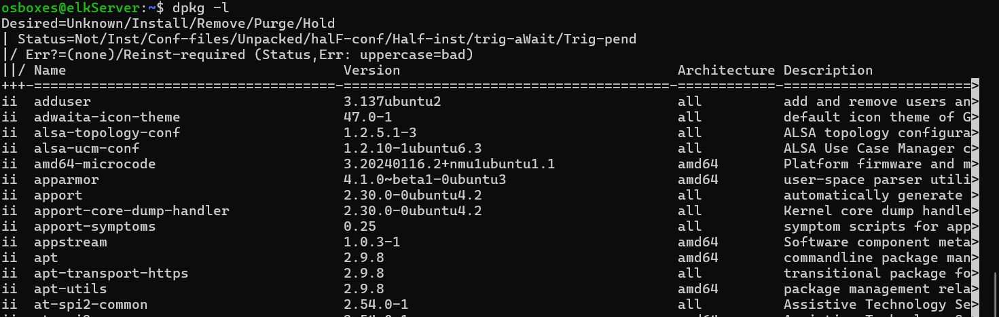 osboxes@elkServer:~$ dpkg -l
Desired=Unknown/Install/Remove/Purge/Hold
| Status=Not/Inst/Conf-files/Unpacked/halF-conf/Half-inst/trig-aWait/Trig-pend
|/ Err?=(none)/Reinst-required (Status,Err: uppercase=bad)
||/ Name                                 Version                                  Architecture Description
+++-=====================================-========================================-============-=======================>
ii  adduser                              3.137ubuntu2                             all          add and remove users an>
ii  adwaita-icon-theme                   47.0-1                                   all          default icon theme of G>
ii  alsa-topology-conf                   1.2.5.1-3                                all          ALSA topology configura>
ii  alsa-ucm-conf                        1.2.10-1ubuntu6.3                        all          ALSA Use Case Manager c>
ii  amd64-microcode                      3.20240116.2+nmu1ubuntu1.1               amd64        Platform firmware and m>
ii  apparmor                             4.1.0~beta1-0ubuntu3                     amd64        user-space parser utili>
ii  apport                               2.30.0-0ubuntu4.2                        all          automatically generate >
ii  apport-core-dump-handler             2.30.0-0ubuntu4.2                        all          Kernel core dump handle>
ii  apport-symptoms                      0.25                                     all          symptom scripts for app>
ii  appstream                            1.0.3-1                                  amd64        Software component meta>
ii  apt                                  2.9.8                                    amd64        commandline package man>
ii  apt-transport-https                  2.9.8                                    all          transitional package fo>
ii  apt-utils                            2.9.8                                    amd64        package management rela>
ii  at-spi2-common                       2.54.0-1                                 all          Assistive Technology Se>